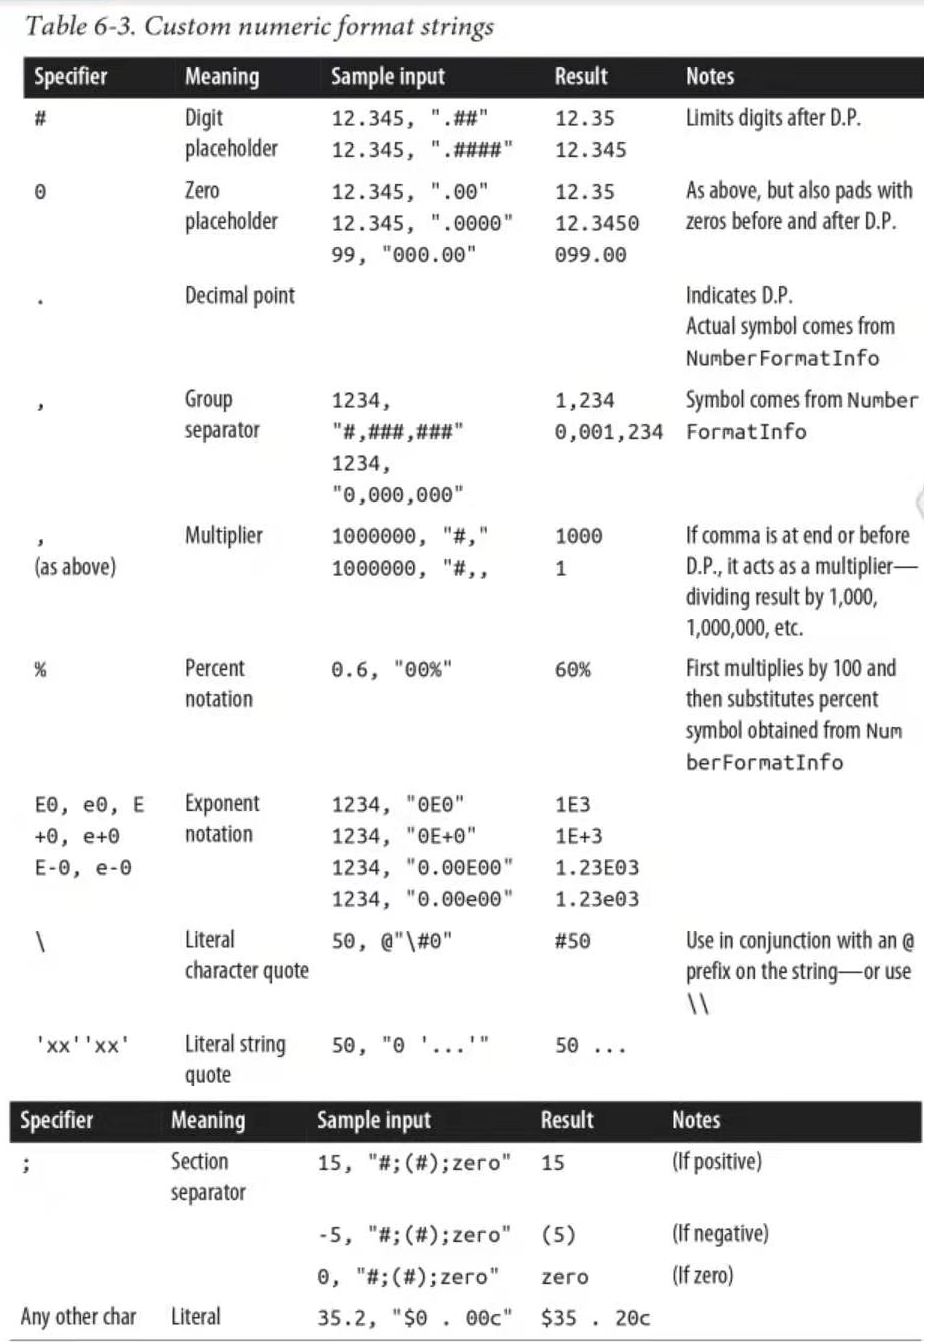 Table 6-3. Custom numeric format strings
Specifier Meaning Sample input Result Notes
# Digit 12.345, ".##" 12.35 Limits digits after D.P.
placeholder 12.345, ".####" 12.345
0 Zero 12.345, ".00" 12.35 As above, but also pads with
placeholder 12.345, ".0000" 12.3450 zeros before and after D.P.
99, "000.00" 099.00
. Decimal point Indicates D.P.
Actual symbol comes from
NumberFormatInfo
, Group 1234, 1,234 Symbol comes from Number
separator "#,###,###" 0,001,234 FormatInfo
1234,
"0,000,000"
, Multiplier 1000000, "#," 1000 If comma is at end or before
(as above) 1000000, "#,, 1 D.P., it acts as a multiplier—
dividing result by 1,000,
1,000,000, etc.
% Percent 0.6, "00%" 60% First multiplies by 100 and
notation then substitutes percent
symbol obtained from Num
berFormatInfo
E0, e0, E Exponent 1234, "0E0" 1E3
+0, e+0 notation 1234, "0E+0" 1E+3
E-0, e-0 1234, "0.00E00" 1.23E03
1234, "0.00e00" 1.23e03
\ Literal 50, @"\#0" #50 Use in conjunction with an @
character quote prefix on the string—or use
\\
'xx''xx' Literal string 50, "0 '...'" 50 ...
quote
Specifier Meaning Sample input Result Notes
; Section 15, "#;(#);zero" 15 (If positive)
separator
-5, "#;(#);zero" (5) (If negative)
0, "#;(#);zero" zero (If zero)
Any other char Literal 35.2, "$0 . 00c" $35 . 20c